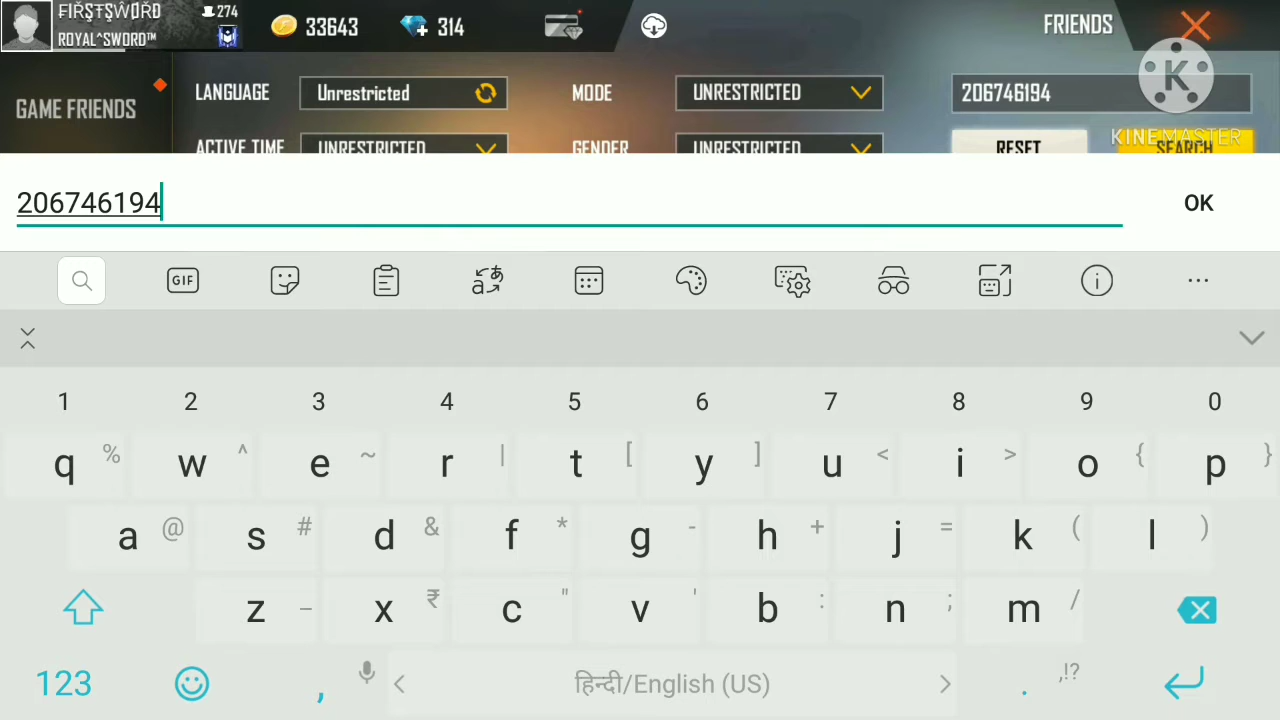 ROYAL^SWORD™
274
33643
314
FRIENDS
GAME FRIENDS
LANGUAGE
Unrestricted
MODE
UNRESTRICTED
206746194
ACTIVE TIME
UNRESTRICTED
GENDER
UNRESTRICTED
RESET
SEARCH
K
KINEMASTER
206746194
OK
GIF
1 2 3 4 5 6 7 8 9 0
q % w ^ e ~ r | t [ y ] u < i > o { p }
a @ s # d & f * g - h + j = k ( l )
z _ x ₹ c " v ' b : n ; m /
123 , < हिन्दी/English (US) > . ,!?